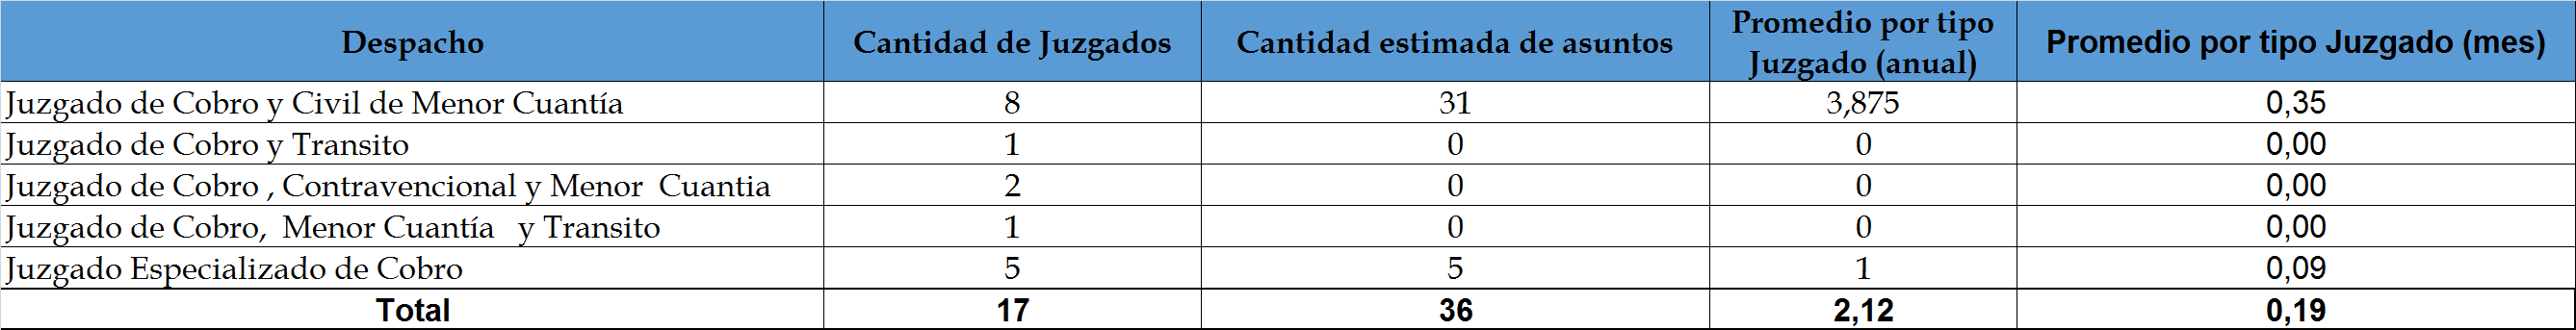 Despacho Cantidad de Juzgados Cantidad estimada de asuntos Promedio por tipo Juzgado (anual) Promedio por tipo Juzgado (mes)
Juzgado de Cobro y Civil de Menor Cuantía 8 31 3,875 0,35
Juzgado de Cobro y Transito 1 0 0 0,00
Juzgado de Cobro , Contravencional y Menor  Cuantia 2 0 0 0,00
Juzgado de Cobro,  Menor Cuantía   y Transito 1 0 0 0,00
Juzgado Especializado de Cobro 5 5 1 0,09
Total 17 36 2,12 0,19